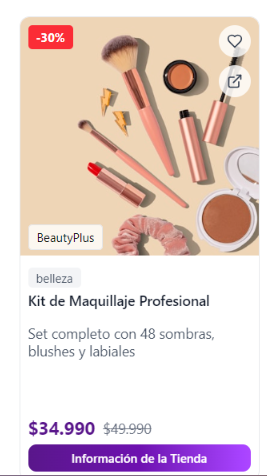 -30%
BeautyPlus
belleza
Kit de Maquillaje Profesional
Set completo con 48 sombras,
blushes y labiales
$34.990 $49.990
Información de la Tienda